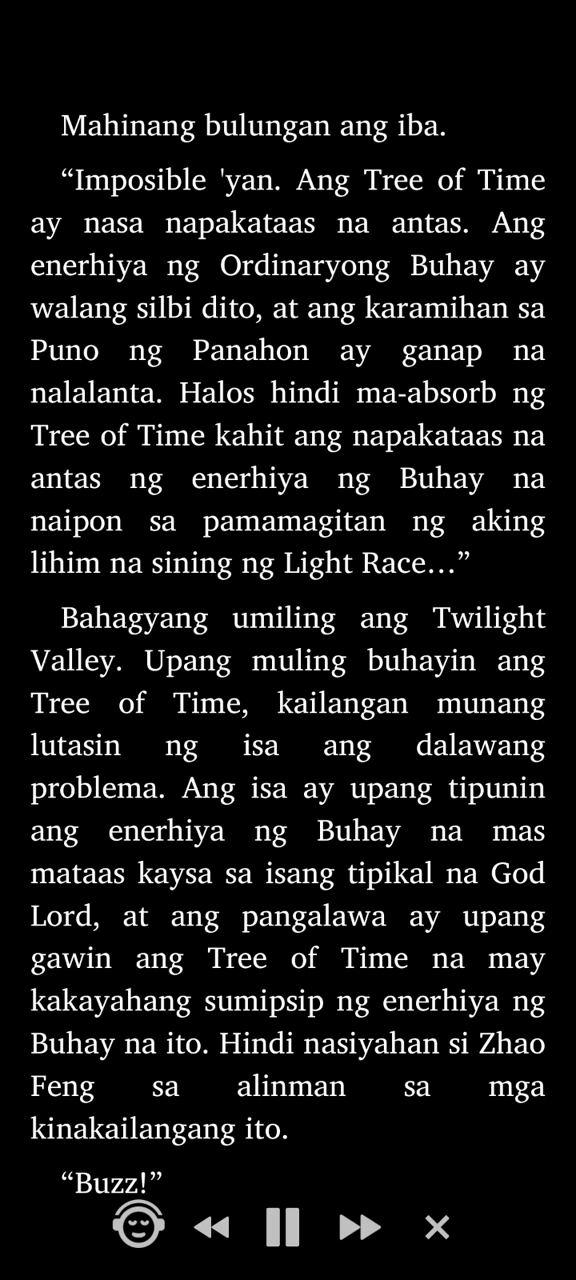 Mahinang bulungan ang iba.
“Imposible 'yan. Ang Tree of Time
ay nasa napakataas na antas. Ang
enerhiya ng Ordinaryong Buhay ay
walang silbi dito, at ang karamihan sa
Puno ng Panahon ay ganap na
nalalanta. Halos hindi ma-absorb ng
Tree of Time kahit ang napakataas na
antas ng enerhiya ng Buhay na
naipon sa pamamagitan ng aking
lihim na sining ng Light Race…”
Bahagyang umiling ang Twilight
Valley. Upang muling buhayin ang
Tree of Time, kailangan munang
lutasin ng isa ang dalawang
problema. Ang isa ay upang tipunin
ang enerhiya ng Buhay na mas
mataas kaysa sa isang tipikal na God
Lord, at ang pangalawa ay upang
gawin ang Tree of Time na may
kakayahang sumipsip ng enerhiya ng
Buhay na ito. Hindi nasiyahan si Zhao
Feng sa alinman sa mga
kinakailangang ito.
“Buzz!”